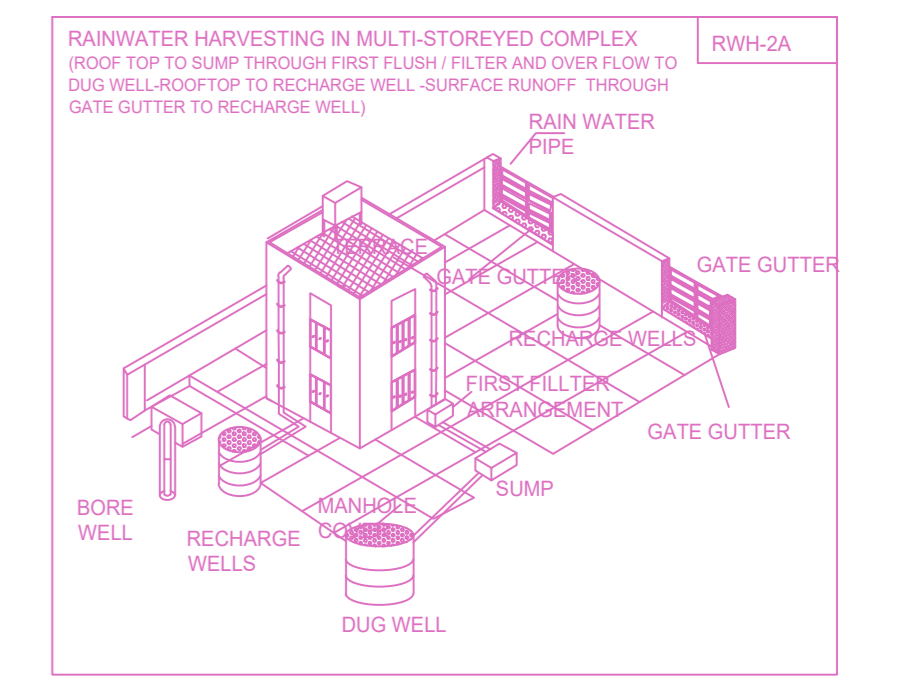 RAINWATER HARVESTING IN MULTI-STOREYED COMPLEX
(ROOF TOP TO SUMP THROUGH FIRST FLUSH / FILTER AND OVER FLOW TO
DUG WELL-ROOFTOP TO RECHARGE WELL -SURFACE RUNOFF THROUGH
GATE GUTTER TO RECHARGE WELL)
RWH-2A
RAIN WATER
PIPE
TERRACE
GATE GUTTER
GATE GUTTER
RECHARGE WELLS
FIRST FILLTER
ARRANGEMENT
GATE GUTTER
SUMP
BORE
WELL
MANHOLE
COVER
RECHARGE
WELLS
DUG WELL